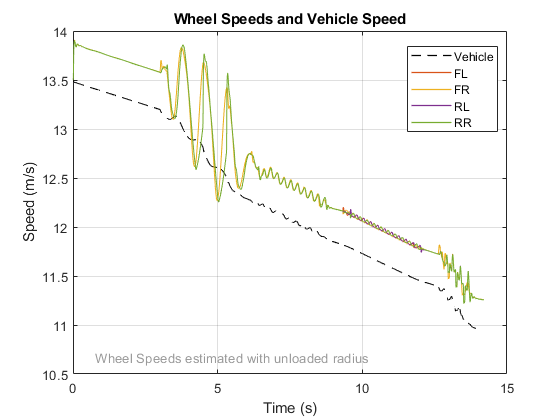 Wheel Speeds and Vehicle Speed
14
13.5
13
12.5
12
11.5
11
10.5
Speed (m/s)
Vehicle
FL
FR
RL
RR
Wheel Speeds estimated with unloaded radius
0 5 10 15
Time (s)